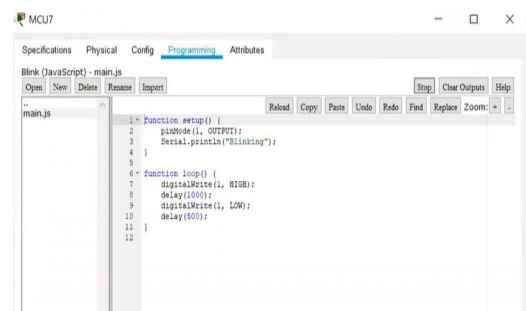 MCU7
Specifications Physical Config Programming Attributes
Blink (JavaScript) - main.js
Open New Delete Rename Import Stop Clear Outputs Help
..
main.js
Reload Copy Paste Undo Redo Find Replace Zoom: + -
1 function setup() {
2 pinMode(1, OUTPUT);
3 Serial.println("Blinking");
4 }
5
6 function loop() {
7 digitalWrite(1, HIGH);
8 delay(1000);
9 digitalWrite(1, LOW);
10 delay(500);
11 }
12